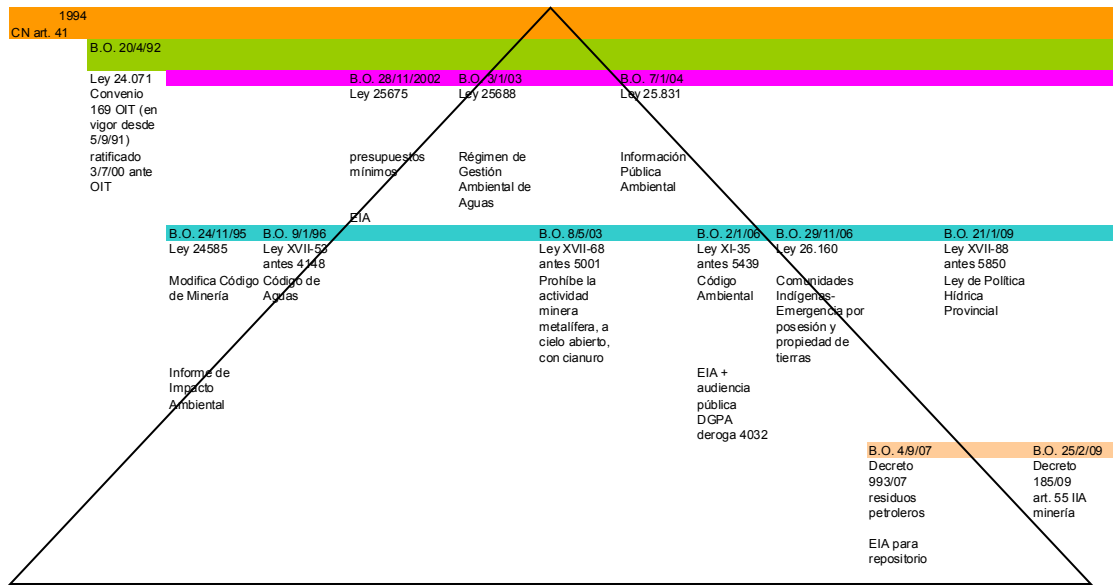 1994
CN art. 41
B.O. 20/4/92
Ley 24.071
Convenio
169 OIT (en
vigor desde
5/9/91)
ratificado
3/7/00 ante
OIT
B.O. 28/11/2002
Ley 25675
presupuestos
mínimos
EIA
B.O. 3/1/03
Ley 25688
Régimen de
Gestión
Ambiental de
Aguas
B.O. 7/1/04
Ley 25.831
Información
Pública
Ambiental
B.O. 24/11/95
Ley 24585
Modifica Código
de Minería
Informe de
Impacto
Ambiental
B.O. 9/1/96
Ley XVII-53
antes 4148
Código de
Aguas
B.O. 8/5/03
Ley XVII-68
antes 5001
Prohíbe la
actividad
minera
metalífera, a
cielo abierto,
con cianuro
B.O. 2/1/06
Ley XI-35
antes 5439
Código
Ambiental
EIA +
audiencia
pública
DGPA
deroga 4032
B.O. 29/11/06
Ley 26.160
Comunidades
Indígenas-
Emergencia por
posesión y
propiedad de
tierras
B.O. 21/1/09
Ley XVII-88
antes 5850
Ley de Política
Hídrica
Provincial
B.O. 4/9/07
Decreto
993/07
residuos
petroleros
EIA para
repositorio
B.O. 25/2/09
Decreto
185/09
art. 55 IIA
minería